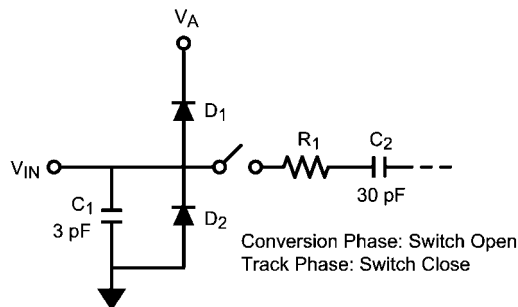 VA
D1
R1
C2
VIN
C1
3 pF
D2
30 pF
Conversion Phase: Switch Open
Track Phase: Switch Close